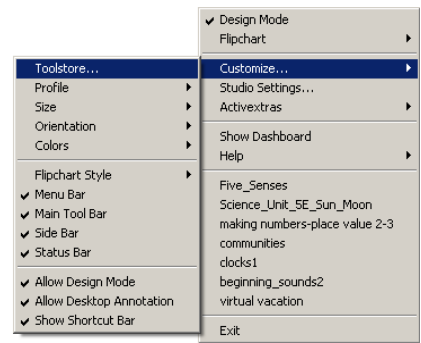 Design Mode
Flipchart
Customize...
Studio Settings...
Activextras
Show Dashboard
Help
Five_Senses
Science_Unit_5E_Sun_Moon
making numbers-place value 2-3
communities
clocks1
beginning_sounds2
virtual vacation
Exit
Toolstore...
Profile
Size
Orientation
Colors
Flipchart Style
Menu Bar
Main Tool Bar
Side Bar
Status Bar
Allow Design Mode
Allow Desktop Annotation
Show Shortcut Bar